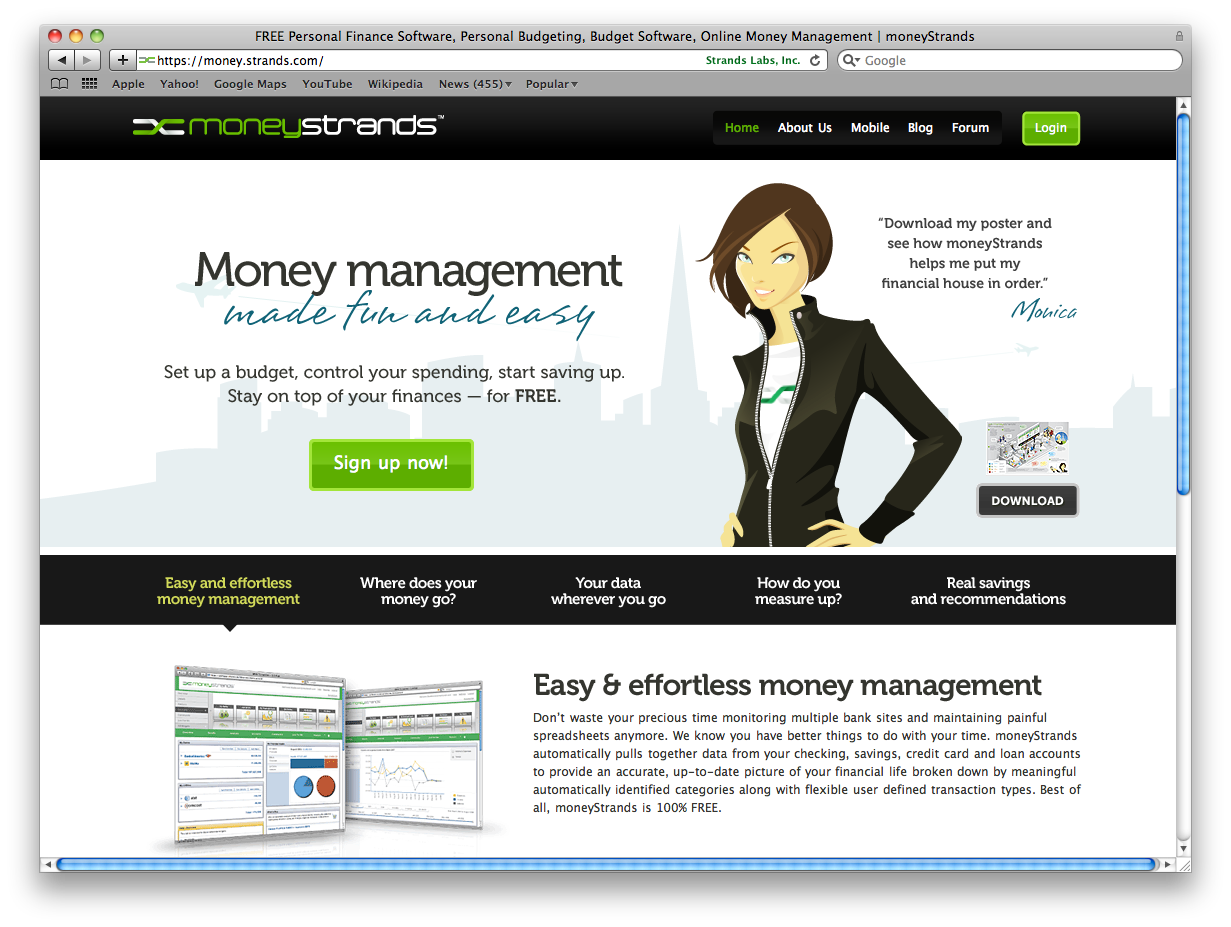 FREE Personal Finance Software, Personal Budgeting, Budget Software, Online Money Management | moneyStrands
https://money.strands.com/
Strands Labs, Inc.
Google
Apple Yahoo! Google Maps YouTube Wikipedia News (455) Popular
moneystrands™
Home About Us Mobile Blog Forum Login
“Download my poster and
see how moneyStrands
helps me put my
financial house in order.”
Monica
Money management
made fun and easy
Set up a budget, control your spending, start saving up.
Stay on top of your finances — for FREE.
Sign up now!
DOWNLOAD
Easy and effortless
money management
Where does your
money go?
Your data
wherever you go
How do you
measure up?
Real savings
and recommendations
moneystrands
Easy & effortless money management
Don’t waste your precious time monitoring multiple bank sites and maintaining painful
spreadsheets anymore. We know you have better things to do with your time. moneyStrands
automatically pulls together data from your checking, savings, credit card and loan accounts
to provide an accurate, up-to-date picture of your financial life broken down by meaningful
automatically identified categories along with flexible user defined transaction types. Best of
all, moneyStrands is 100% FREE.